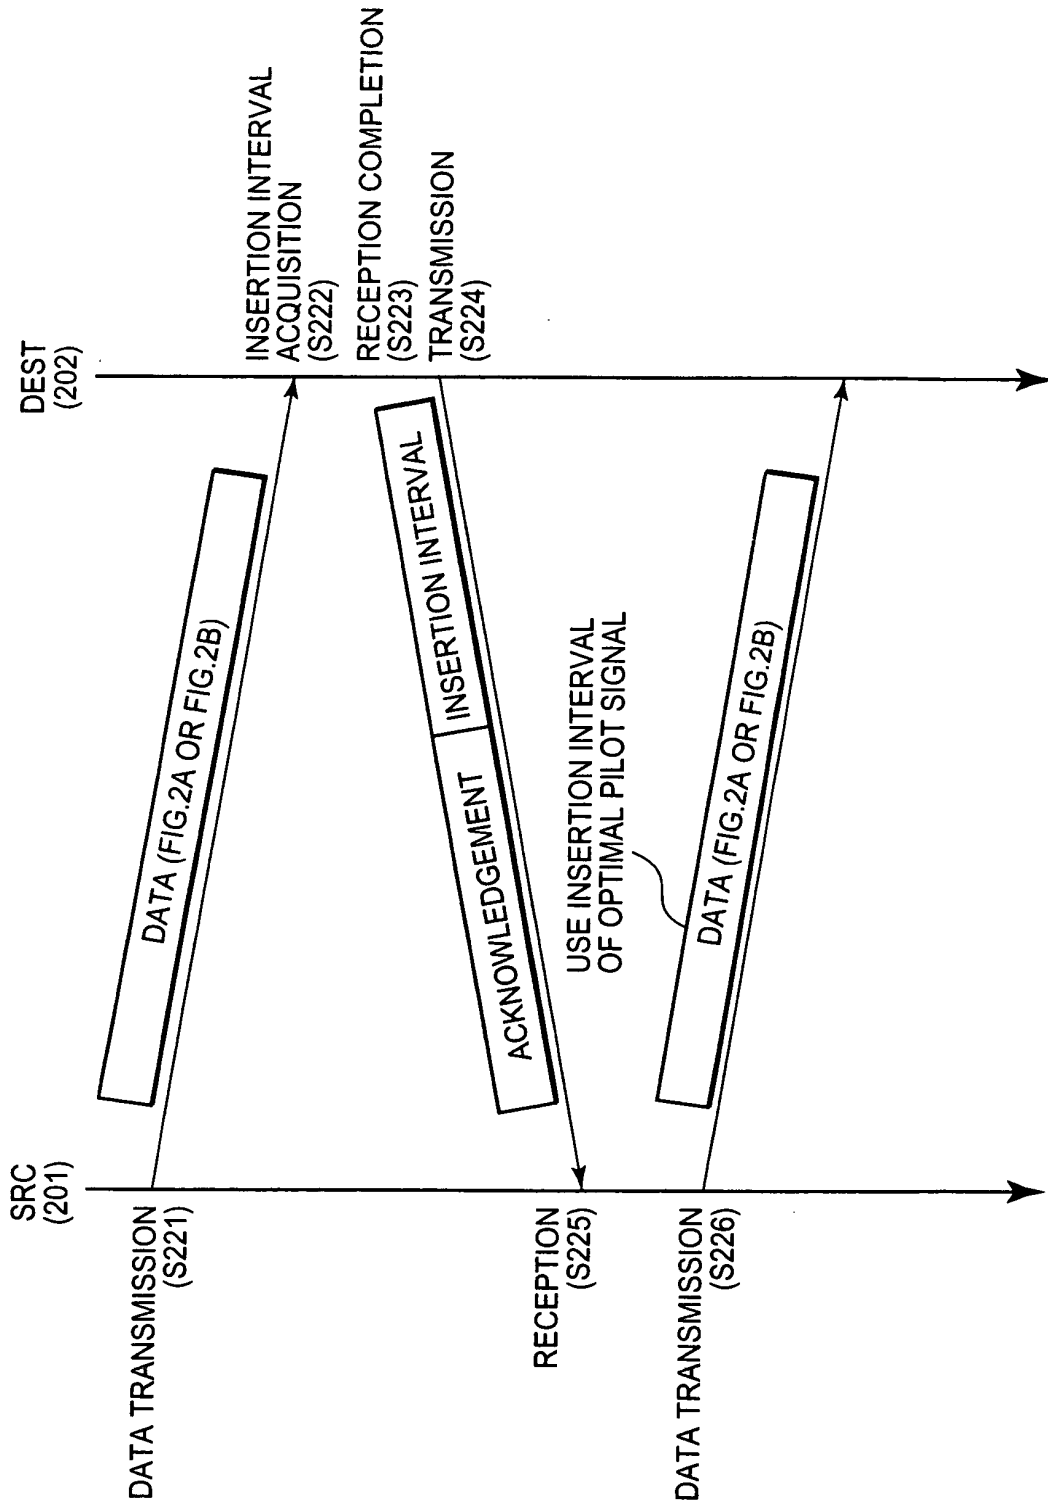 SRC
(201)
DEST
(202)
DATA TRANSMISSION
(S221)
DATA (FIG.2A OR FIG.2B)
INSERTION INTERVAL
ACQUISITION
(S222)
RECEPTION COMPLETION
(S223)
TRANSMISSION
(S224)
ACKNOWLEDGEMENT
INSERTION INTERVAL
RECEPTION
(S225)
USE INSERTION INTERVAL
OF OPTIMAL PILOT SIGNAL
DATA TRANSMISSION
(S226)
DATA (FIG.2A OR FIG.2B)